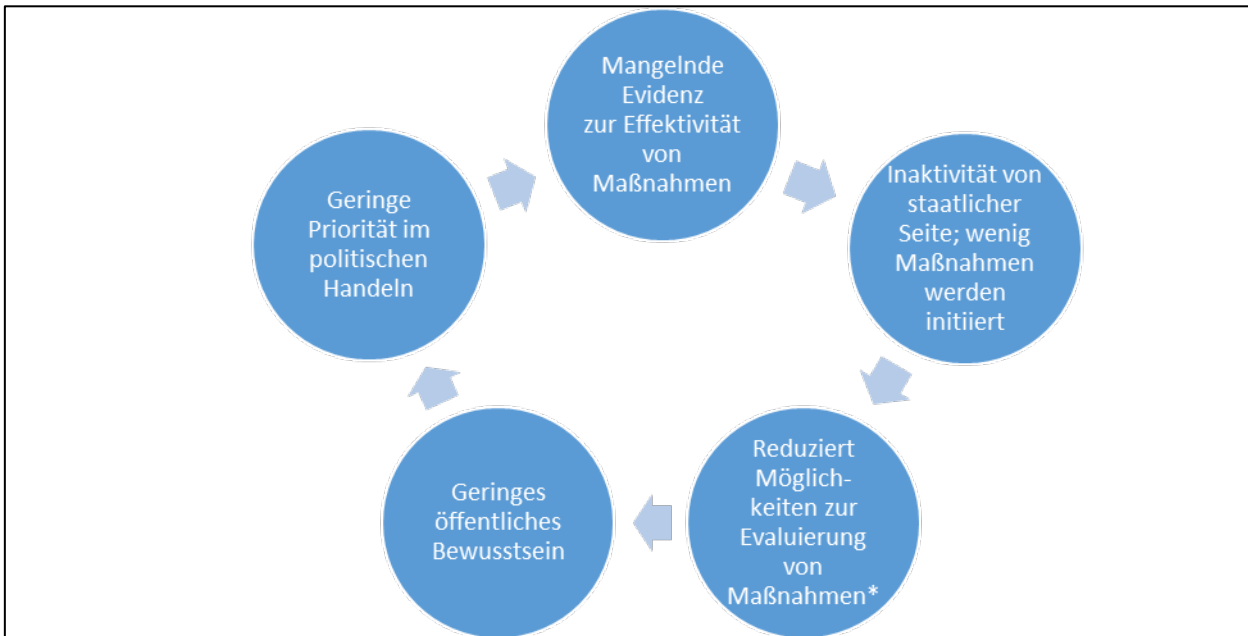 Mangelnde
Evidenz
zur Effektivität
von
Maßnahmen
Inaktivität von
staatlicher
Seite; wenig
Maßnahmen
werden
initiiert
Reduziert
Möglich-
keiten zur
Evaluierung
von
Maßnahmen*
Geringes
öffentliches
Bewusstsein
Geringe
Priorität im
politischen
Handeln